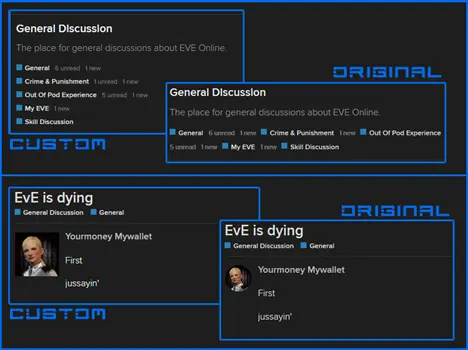 General Discussion
The place for general discussions about EVE Online.
General 5 unread 1 new
Crime & Punishment 1 unread 1 new
Out Of Pod Experience 5 unread 1 new
My EVE 1 new
Skill Discussion
CUSTOM
ORIGINAL
General Discussion
The place for general discussions about EVE Online.
General 6 unread 1 new Crime & Punishment 1 new Out Of Pod Experience
5 unread 1 new My EVE 1 new Skill Discussion
EvE is dying
General Discussion General
Yourmoney Mywallet
First
jussayin'
CUSTOM
ORIGINAL
EvE is dying
General Discussion General
Yourmoney Mywallet
First
jussayin'